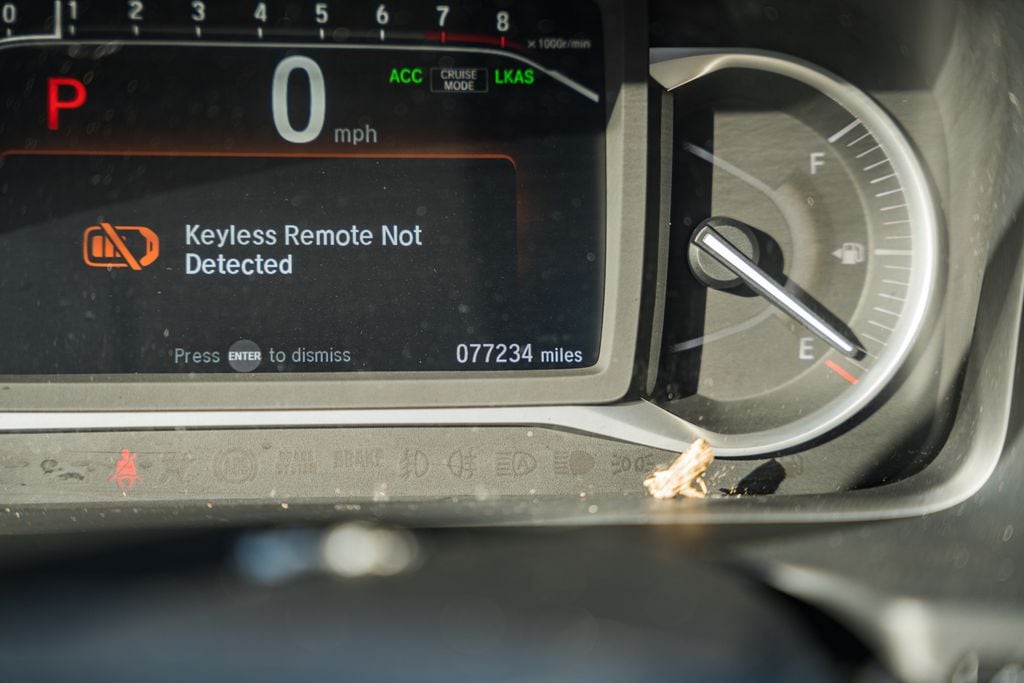 0 1 2 3 4 5 6 7 8
×1000r/min
P 0 mph
ACC CRUISE MODE LKAS
F
Keyless Remote Not
Detected
E
Press ENTER to dismiss
077234 miles